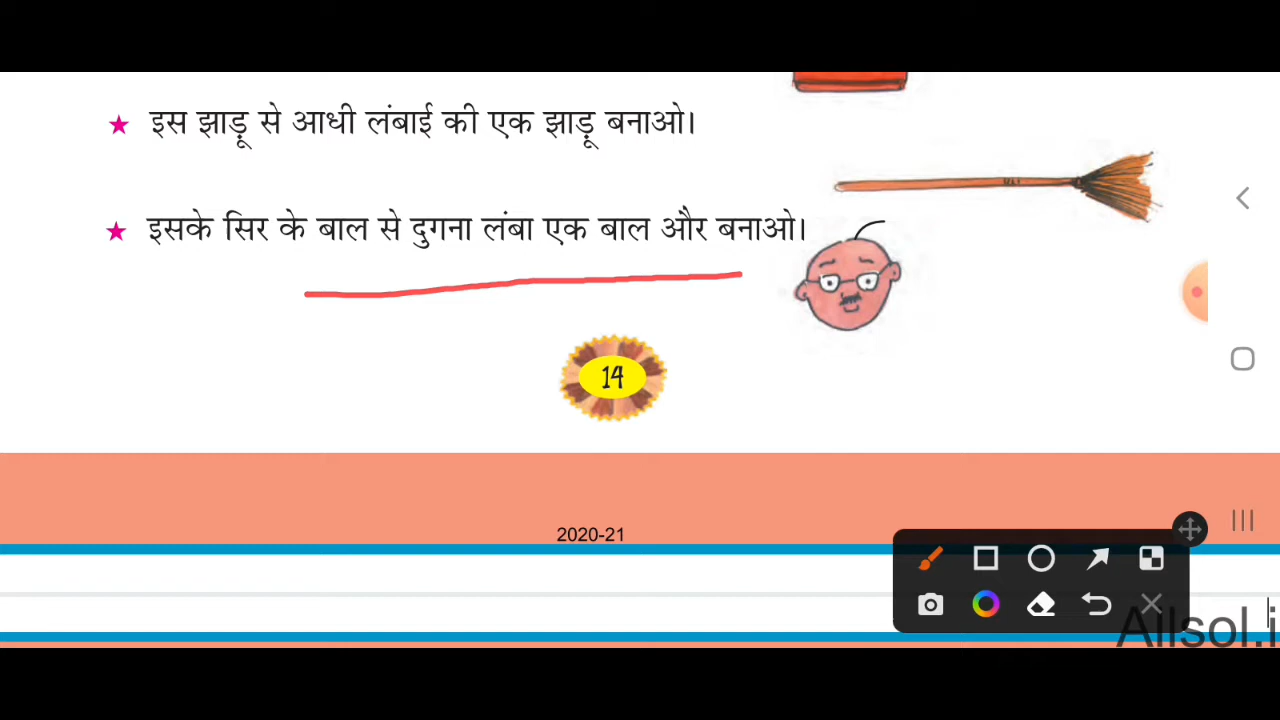 इस झाड़ू से आधी लंबाई की एक झाड़ू बनाओ।
इसके सिर के बाल से दुगना लंबा एक बाल और बनाओ।
14
2020-21
Allsol.i